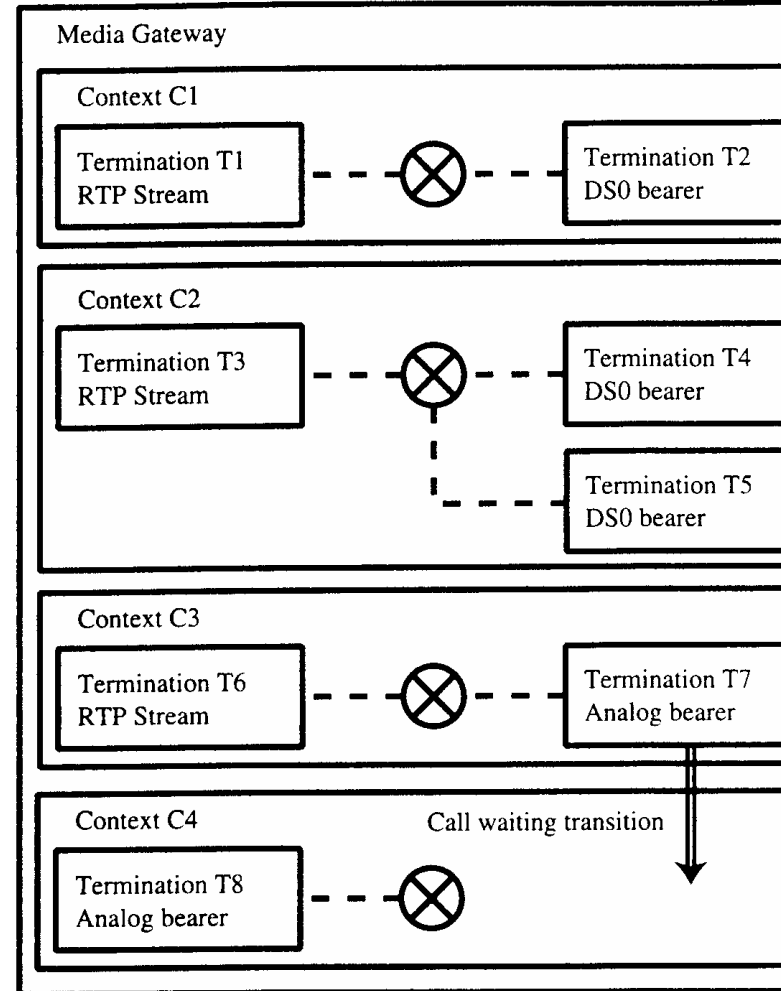 Media Gateway
Context C1
Termination T1
RTP Stream
Termination T2
DS0 bearer
Context C2
Termination T3
RTP Stream
Termination T4
DS0 bearer
Termination T5
DS0 bearer
Context C3
Termination T6
RTP Stream
Termination T7
Analog bearer
Context C4
Call waiting transition
Termination T8
Analog bearer